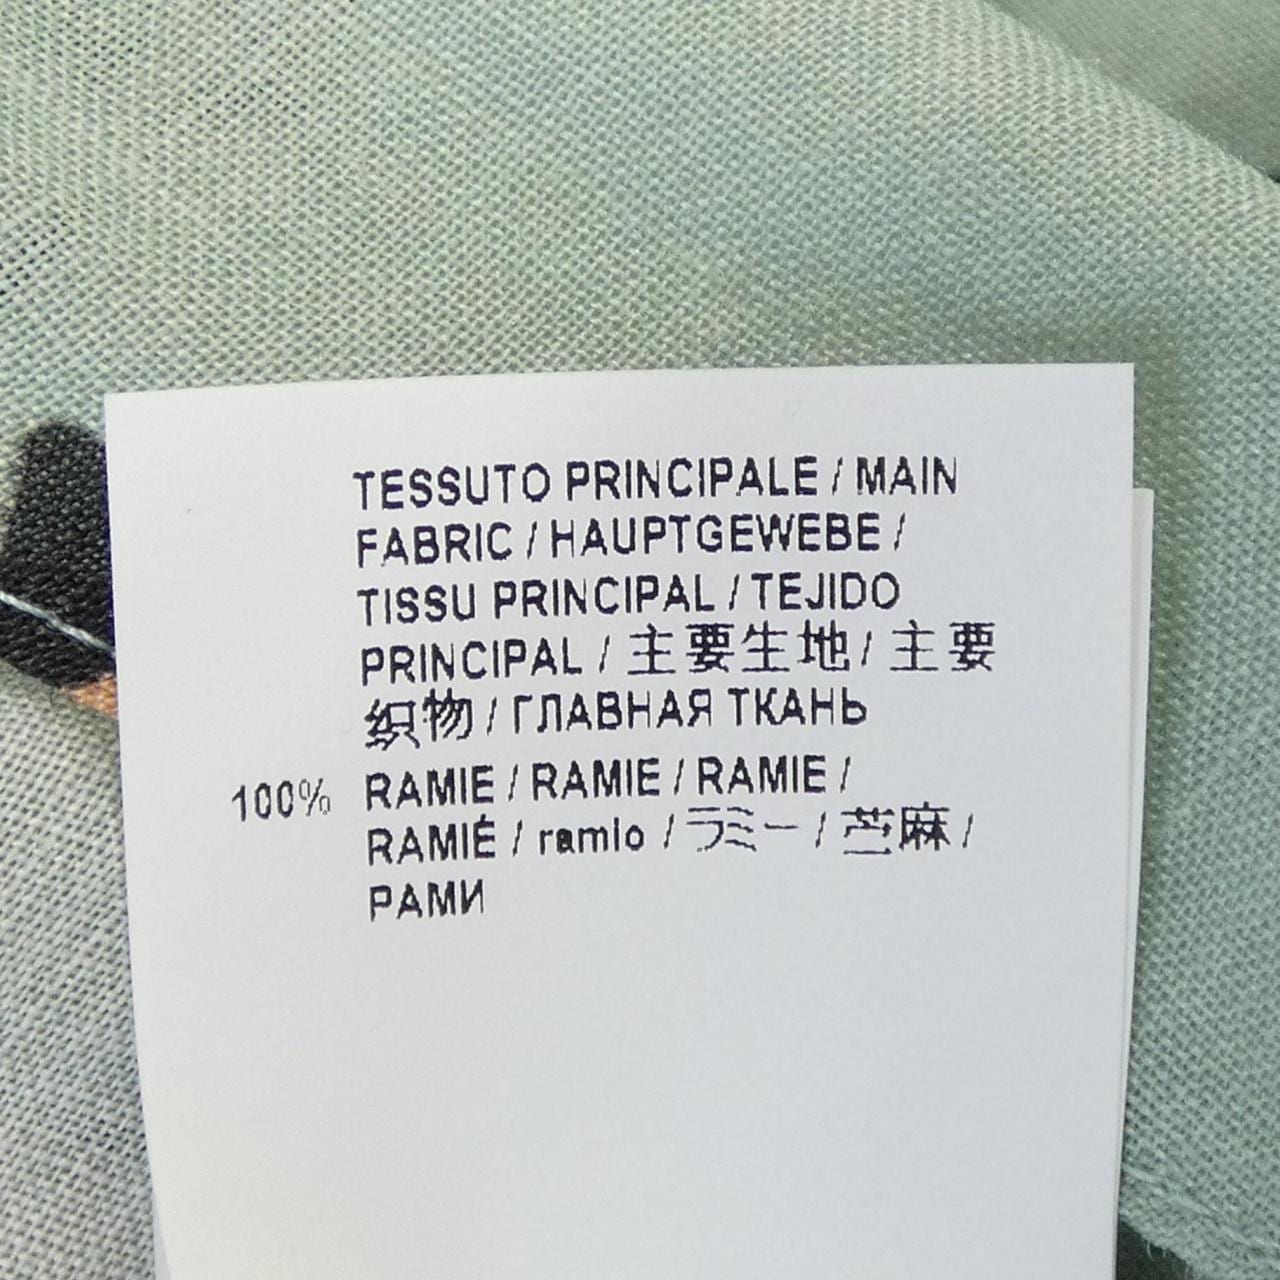 TESSUTO PRINCIPALE / MAIN
FABRIC / HAUPTGEWEBE /
TISSU PRINCIPAL / TEJIDO
PRINCIPAL / 主要生地 / 主要
织物 / ГЛАВНАЯ ТКАНЬ
100% RAMIE / RAMIE / RAMIE /
RAMIÉ / ramio / ラミー / 苎麻 /
РАМИ